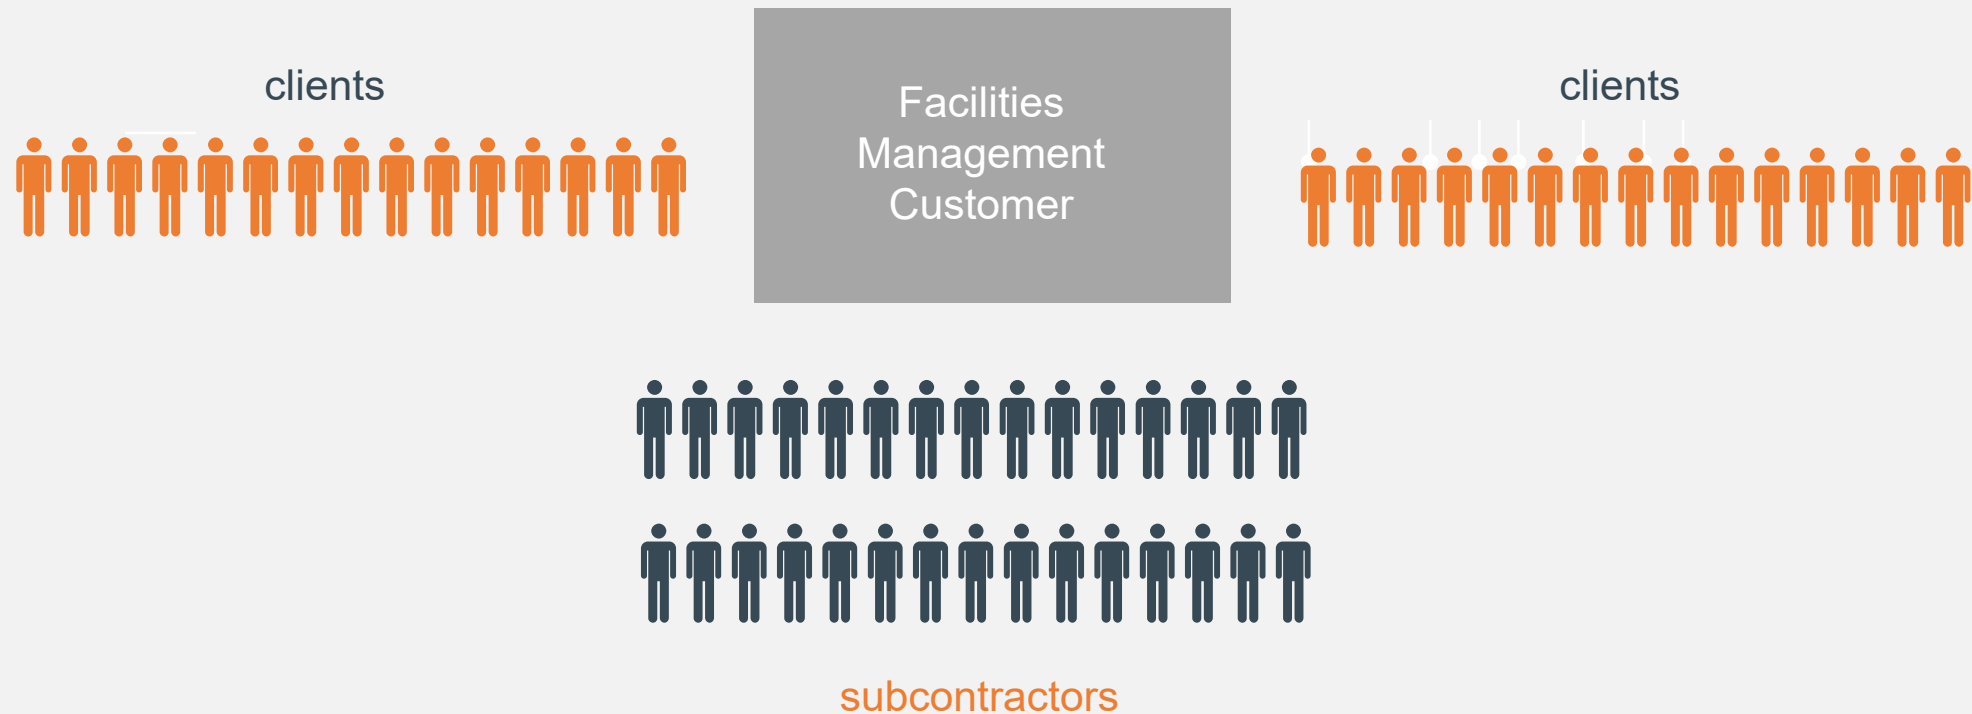 clients
Facilities
Management
Customer
clients
subcontractors